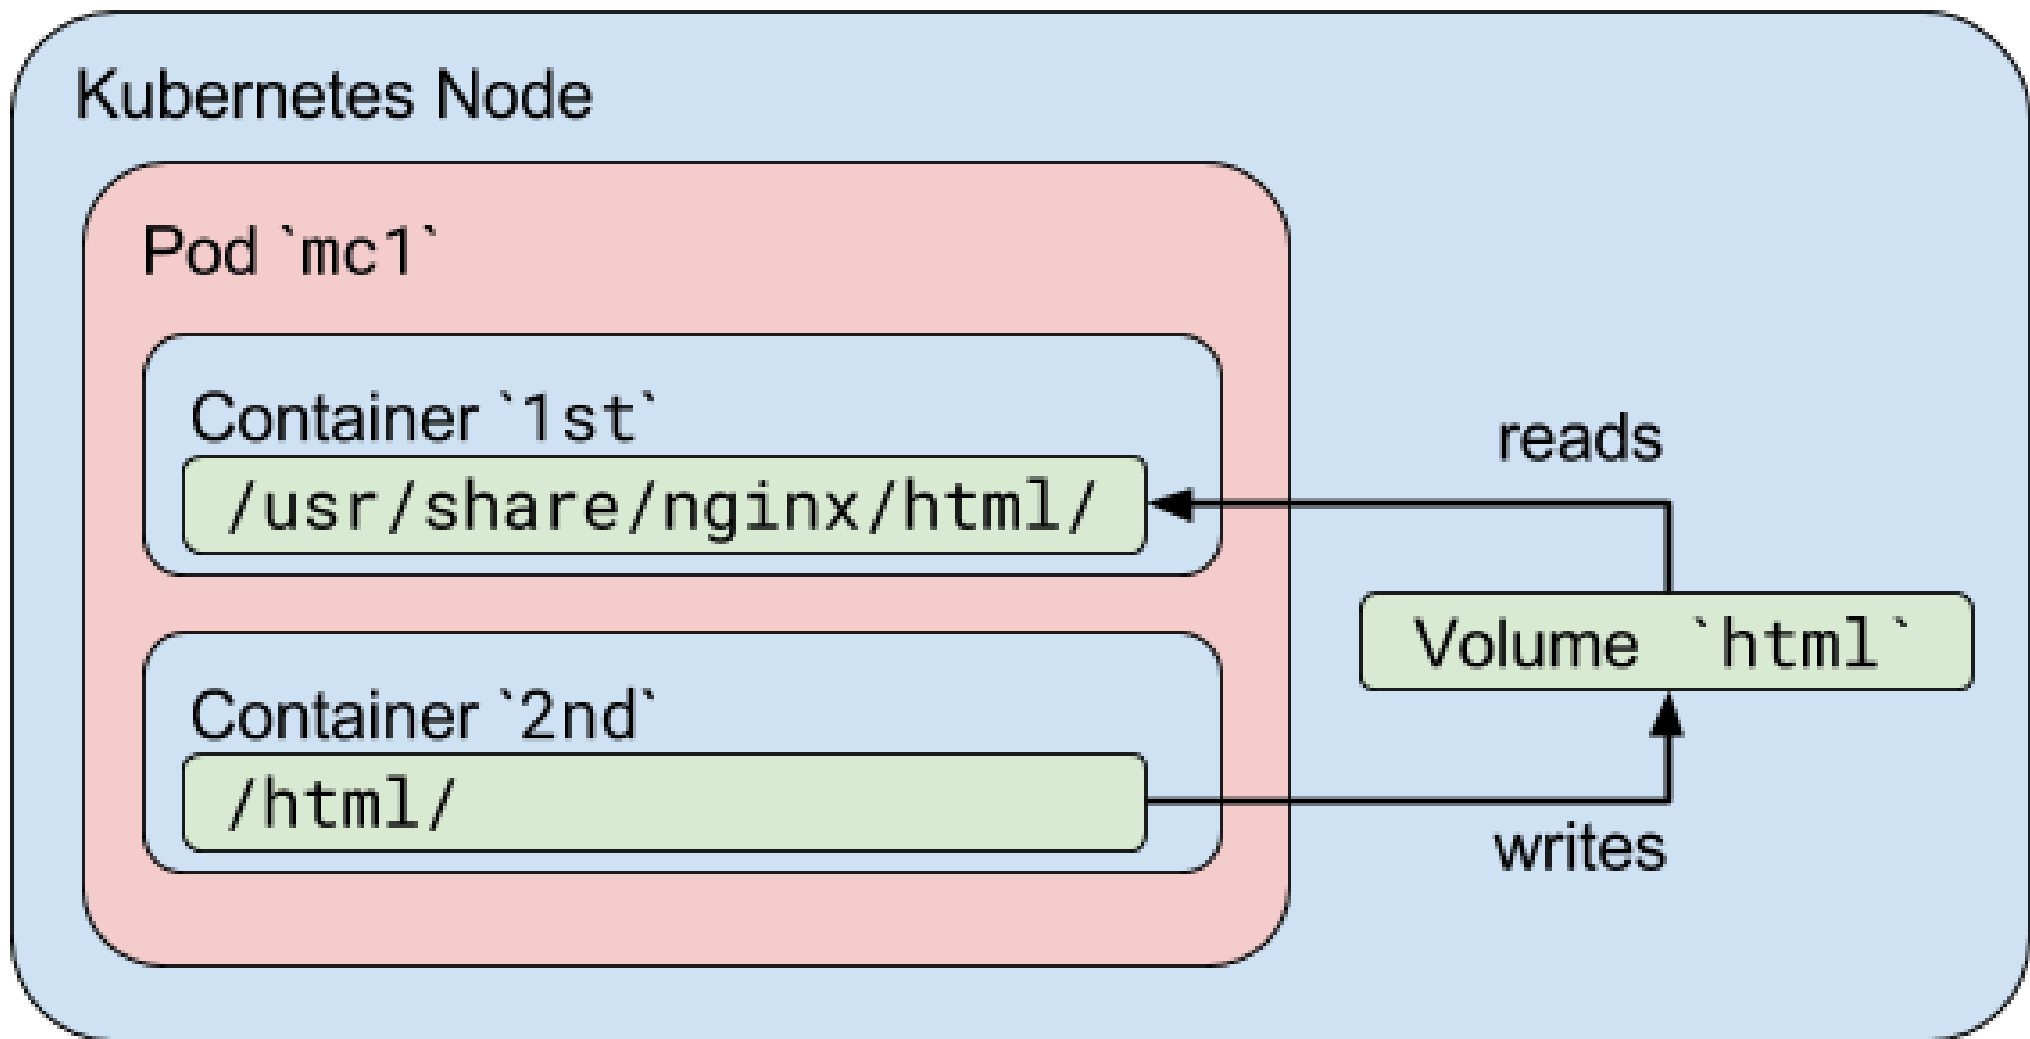 Kubernetes Node
Pod `mc1`
Container `1st`
/usr/share/nginx/html/
reads
Volume `html`
Container `2nd`
/html/
writes